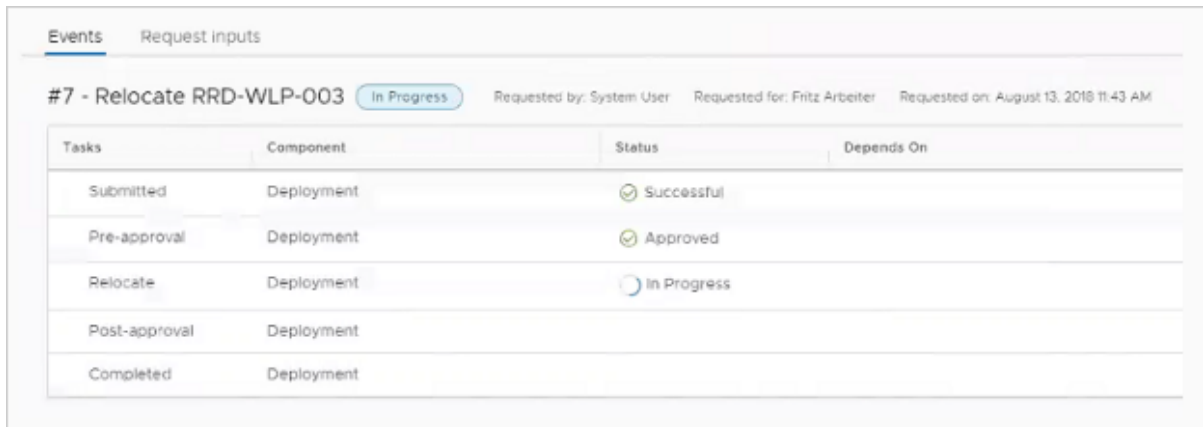 Events Request inputs
#7 - Relocate RRD-WLP-003 In Progress Requested by: System User Requested for: Fritz Arbeiter Requested on: August 13, 2018 11:43 AM
Tasks Component Status Depends On
Submitted Deployment Successful
Pre-approval Deployment Approved
Relocate Deployment In Progress
Post-approval Deployment
Completed Deployment